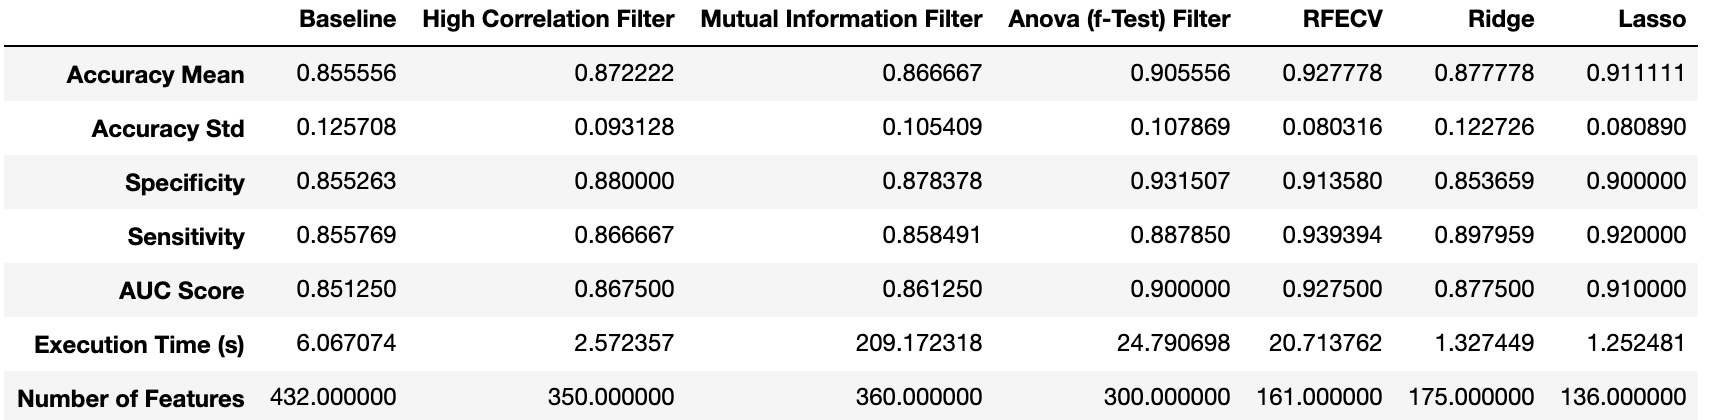 Baseline High Correlation Filter Mutual Information Filter Anova (f-Test) Filter RFECV Ridge Lasso
Accuracy Mean 0.855556 0.872222 0.866667 0.905556 0.927778 0.877778 0.911111
Accuracy Std 0.125708 0.093128 0.105409 0.107869 0.080316 0.122726 0.080890
Specificity 0.855263 0.880000 0.878378 0.931507 0.913580 0.853659 0.900000
Sensitivity 0.855769 0.866667 0.858491 0.887850 0.939394 0.897959 0.920000
AUC Score 0.851250 0.867500 0.861250 0.900000 0.927500 0.877500 0.910000
Execution Time (s) 6.067074 2.572357 209.172318 24.790698 20.713762 1.327449 1.252481
Number of Features 432.000000 350.000000 360.000000 300.000000 161.000000 175.000000 136.000000